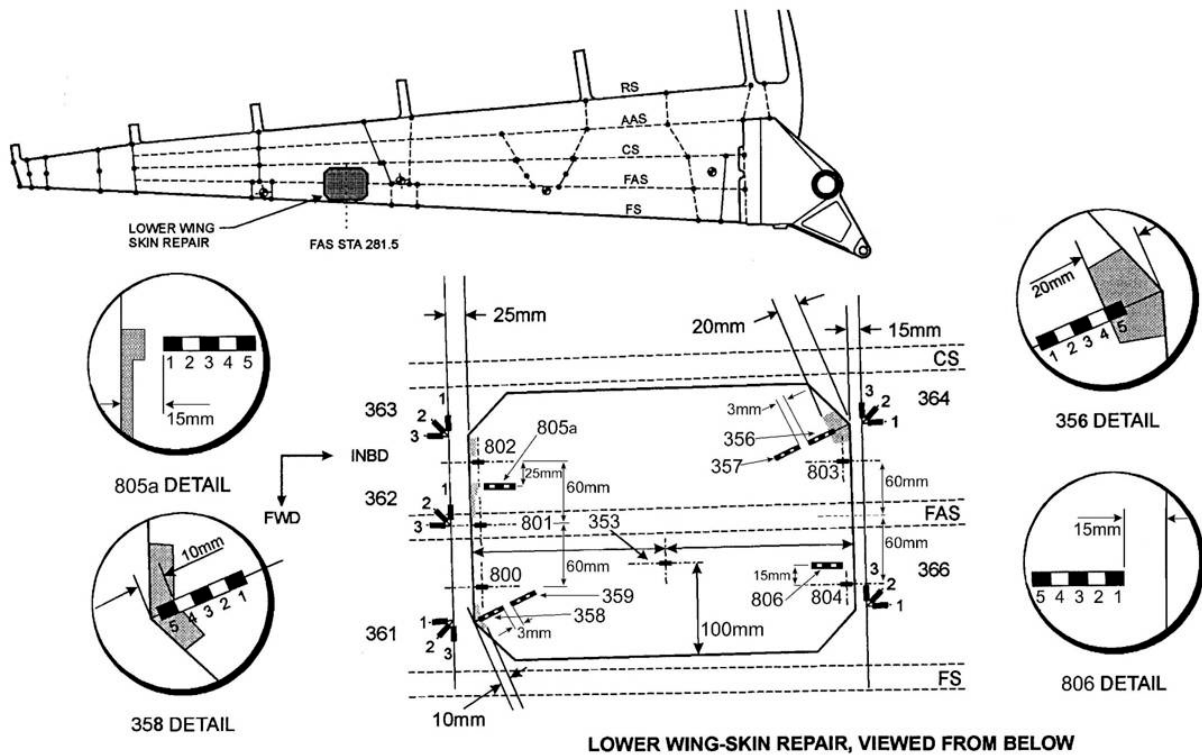 RS
AAS
CS
FAS
FS
LOWER WING
SKIN REPAIR
FAS STA 281.5
1 2 3 4 5
15mm
805a DETAIL
INBD
FWD
10mm
5 4 3 2 1
358 DETAIL
25mm
20mm
15mm
CS
363
1
2
3
802
805a
25mm
60mm
3mm
356
357
364
3
2
1
803
60mm
362
1
2
3
801
353
FAS
60mm
60mm
800
359
358
3mm
15mm
806
804
366
3
2
1
361
1
2
3
100mm
10mm
FS
20mm
1 2 3 4 5
356 DETAIL
15mm
5 4 3 2 1
806 DETAIL
LOWER WING-SKIN REPAIR, VIEWED FROM BELOW